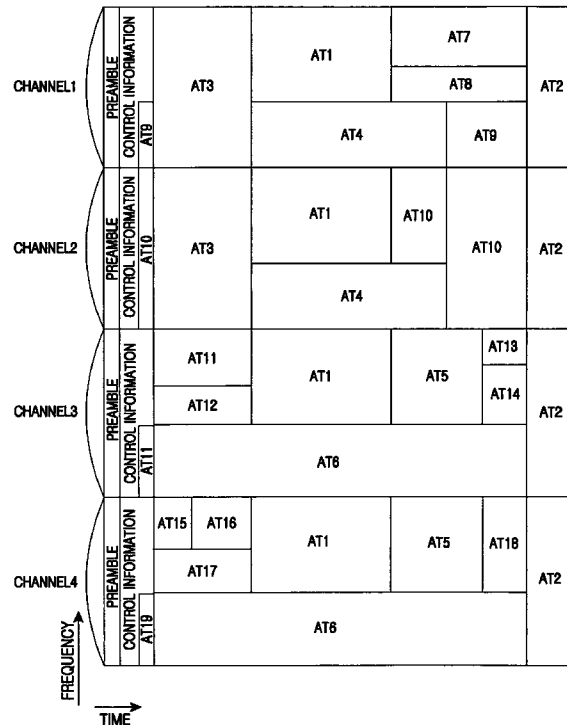 CHANNEL1
PREAMBLE
CONTROL INFORMATION
AT9
AT3
AT1
AT7
AT8
AT4
AT9
AT2
CHANNEL2
PREAMBLE
CONTROL INFORMATION
AT10
AT3
AT1
AT10
AT10
AT4
AT2
CHANNEL3
PREAMBLE
CONTROL INFORMATION
AT11
AT11
AT12
AT1
AT5
AT13
AT14
AT6
AT2
CHANNEL4
PREAMBLE
CONTROL INFORMATION
AT19
AT15
AT16
AT17
AT1
AT5
AT18
AT6
AT2
FREQUENCY
TIME